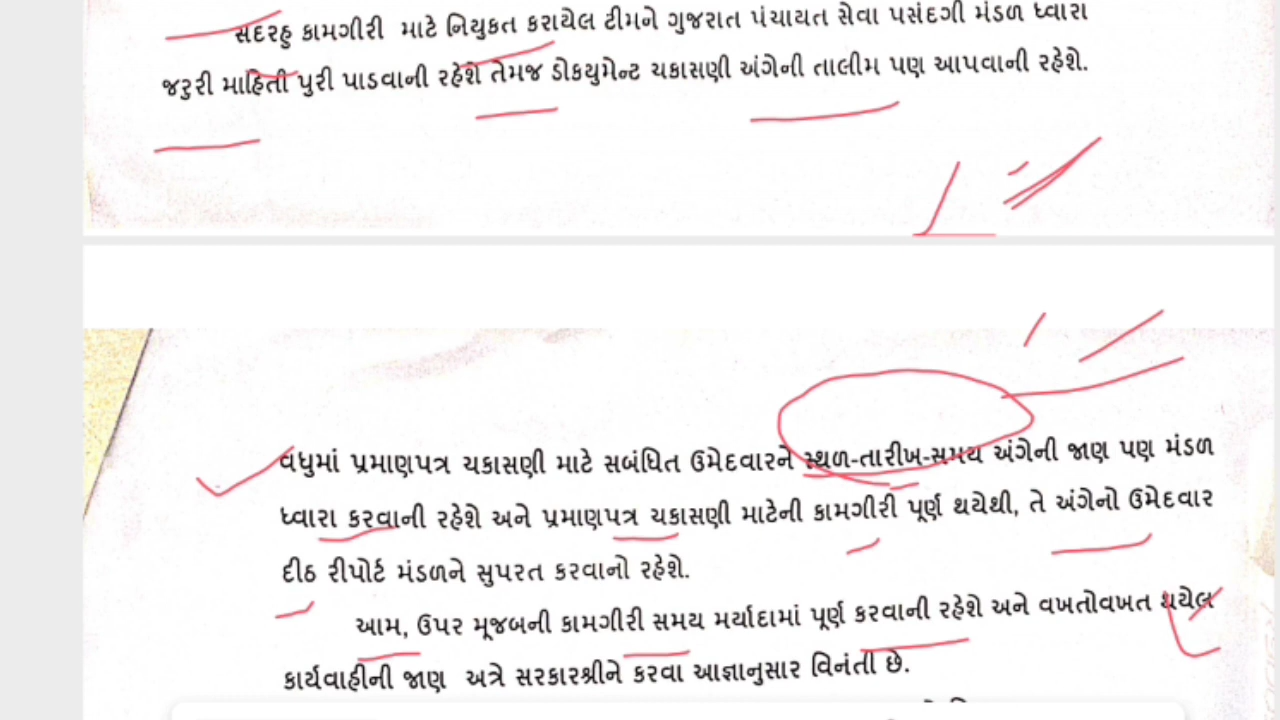 સદરહુ કામગીરી માટે નિયુકત કરાયેલ ટીમને ગુજરાત પંચાયત સેવા પસંદગી મંડળ ધ્વારા
જરુરી માહિતી પુરી પાડવાની રહેશે તેમજ ડોકયુમેન્ટ ચકાસણી અંગેની તાલીમ પણ આપવાની રહેશે.
વધુમાં પ્રમાણપત્ર ચકાસણી માટે સબંધિત ઉમેદવારને સ્થળ-તારીખ-સમય અંગેની જાણ પણ મંડળ
ધ્વારા કરવાની રહેશે અને પ્રમાણપત્ર ચકાસણી માટેની કામગીરી પૂર્ણ થયેથી, તે અંગેનો ઉમેદવાર
દીઠ રીપોર્ટ મંડળને સુપરત કરવાનો રહેશે.
આમ, ઉપર મૂજબની કામગીરી સમય મર્યાદામાં પૂર્ણ કરવાની રહેશે અને વખતોવખત થયેલ
કાર્યવાહીની જાણ અત્રે સરકારશ્રીને કરવા આજ્ઞાનુસાર વિનંતી છે.